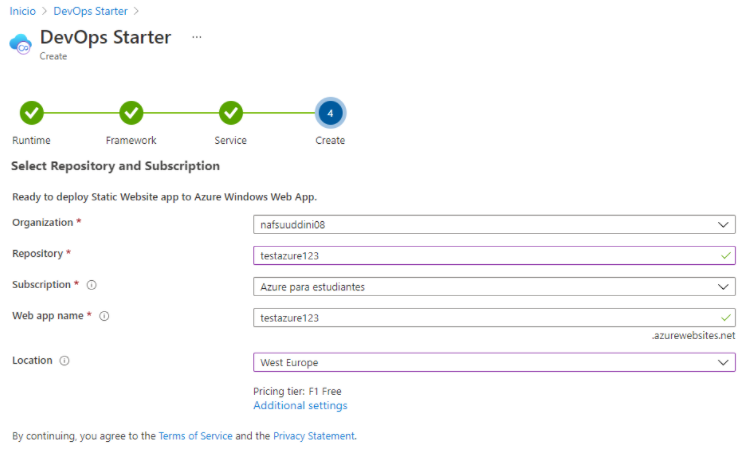 Inicio > DevOps Starter >
DevOps Starter ...
Create
4
Runtime Framework Service Create
Select Repository and Subscription
Ready to deploy Static Website app to Azure Windows Web App.
Organization * nafsuuddini08
Repository * testazure123
Subscription * Azure para estudiantes
Web app name * testazure123
.azurewebsites.net
Location West Europe
Pricing tier: F1 Free
Additional settings
By continuing, you agree to the Terms of Service and the Privacy Statement.